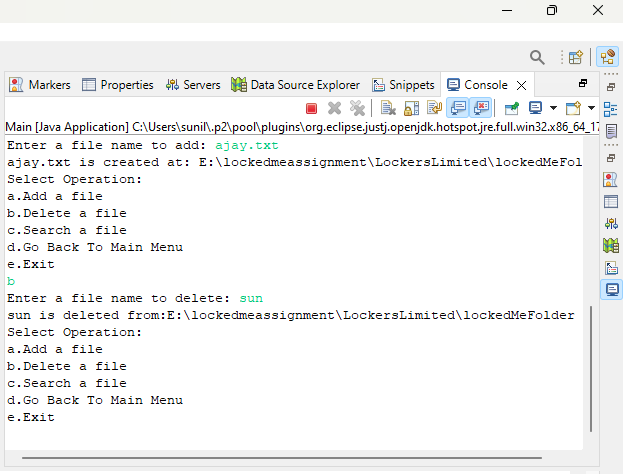 Markers Properties Servers Data Source Explorer Snippets Console
Main [Java Application] C:\Users\sunil\.p2\pool\plugins\org.eclipse.justj.openjdk.hotspot.jre.full.win32.x86_64_17
Enter a file name to add: ajay.txt
ajay.txt is created at: E:\lockedmeassignment\LockersLimited\lockedMeFol
Select Operation:
a.Add a file
b.Delete a file
c.Search a file
d.Go Back To Main Menu
e.Exit
b
Enter a file name to delete: sun
sun is deleted from:E:\lockedmeassignment\LockersLimited\lockedMeFolder
Select Operation:
a.Add a file
b.Delete a file
c.Search a file
d.Go Back To Main Menu
e.Exit